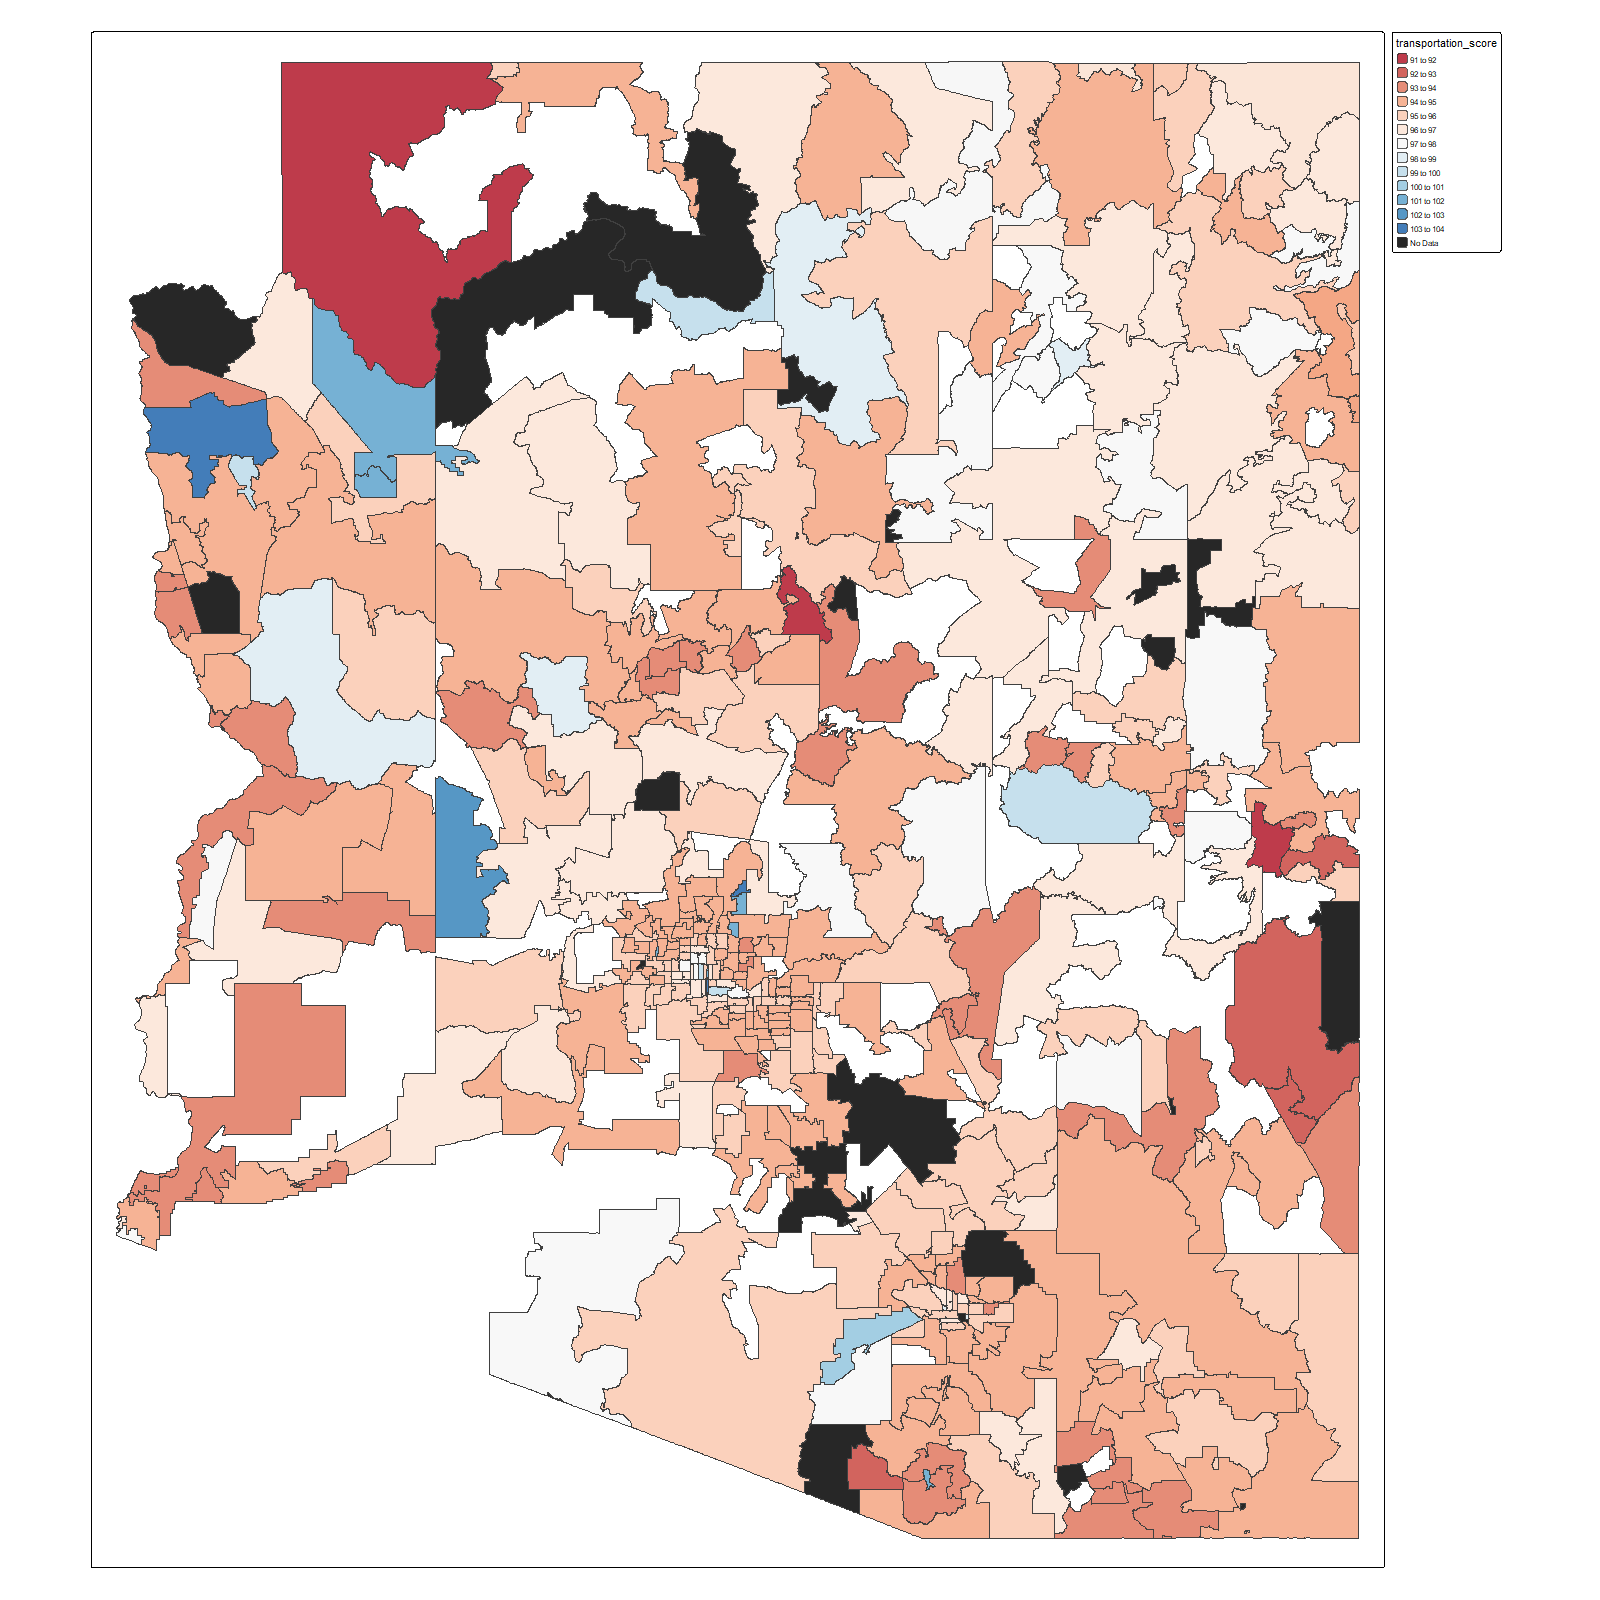 transportation_score
91 to 92
92 to 93
93 to 94
94 to 95
95 to 96
96 to 97
97 to 98
98 to 99
99 to 100
100 to 101
101 to 102
102 to 103
103 to 104
No Data